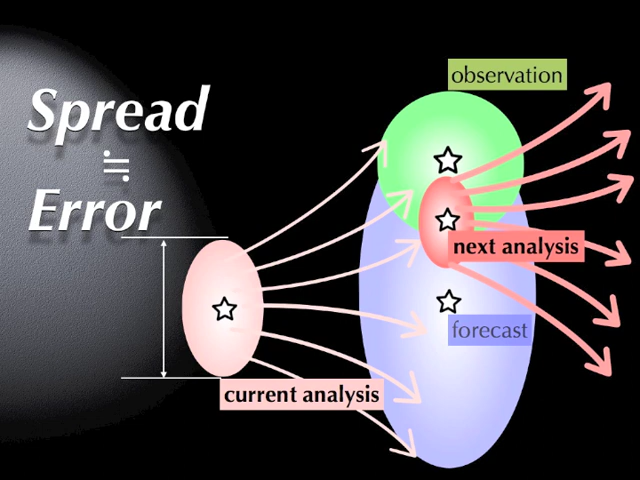 Spread
≒
Error
observation
next analysis
forecast
current analysis